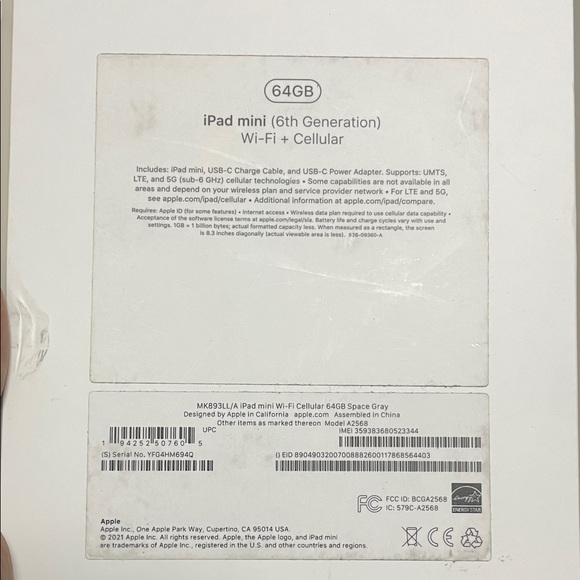 64GB
iPad mini (6th Generation)
Wi-Fi + Cellular
Includes: iPad mini, USB-C Charge Cable, and USB-C Power Adapter. Supports: UMTS,
LTE, and 5G (sub-6 GHz) cellular technologies • Some capabilities are not available in all
areas and depend on your wireless plan and service provider network • For LTE and 5G,
see apple.com/ipad/cellular • Additional information at apple.com/ipad/compare.
Requires: Apple ID (for some features) • Internet access • Wireless data plan required to use cellular data capability •
Acceptance of the software license terms at apple.com/legal/sla. Battery life and charge cycles vary with use and
settings. 1GB = 1 billion bytes; actual formatted capacity less. When measured as a rectangle, the screen
is 8.3 inches diagonally (actual viewable area is less). 936-09360-A
MK893LL/A iPad mini Wi-Fi Cellular 64GB Space Gray
Designed by Apple in California apple.com Assembled in China
Other items as marked thereon Model A2568
UPC
IMEI 359383680523344
1 94252 50760 5
(S) Serial No. YFG4HM694Q
() EID 89049032007008882600117868564403
FCC ID: BCGA2568
IC: 579C-A2568
ENERGY STAR
Apple
Apple Inc., One Apple Park Way, Cupertino, CA 95014 USA.
© 2021 Apple Inc. All rights reserved. Apple, the Apple logo, and iPad mini
are trademarks of Apple Inc., registered in the U.S. and other countries and regions.